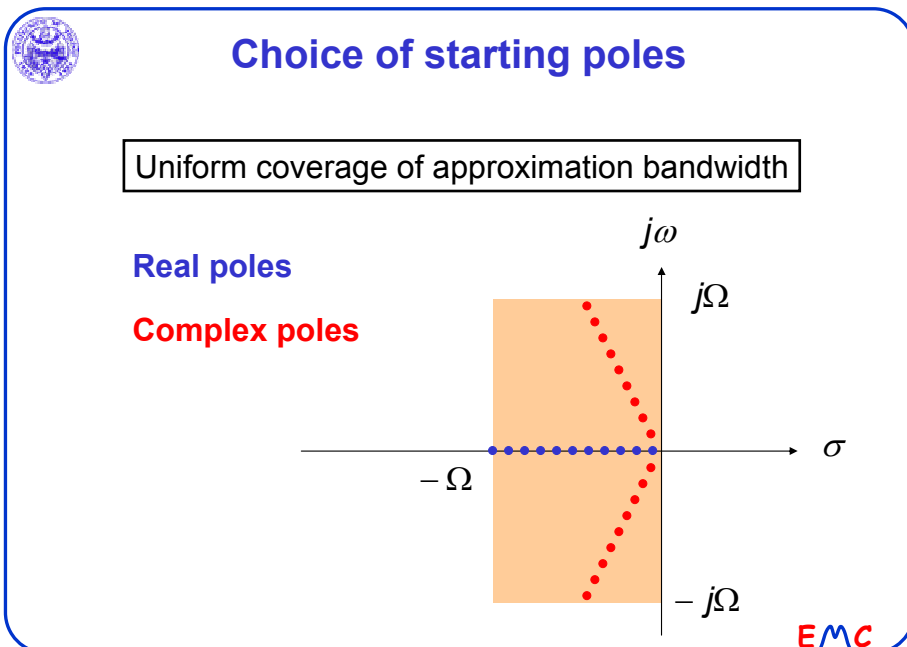 Choice of starting poles
Uniform coverage of approximation bandwidth
jω
Real poles
jΩ
Complex poles
σ
− Ω
− jΩ
EMC